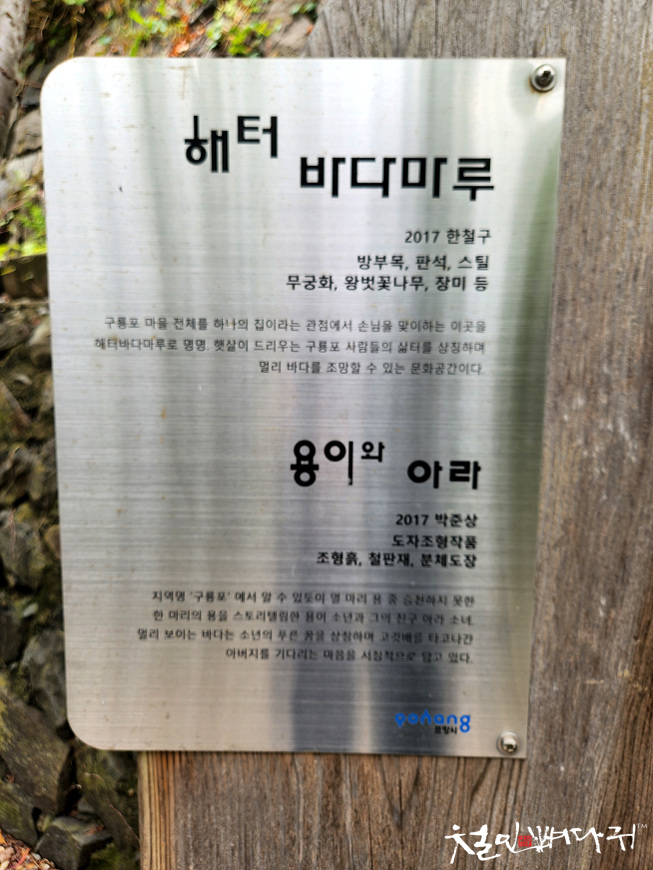 해터 바다마루
2017 한철구
방부목, 판석, 스틸
무궁화, 왕벚꽃나무, 장미 등
구룡포 마을 전체를 하나의 집이라는 관점에서 손님을 맞이하는 이곳을
해터바다마루로 명명. 햇살이 드리우는 구룡포 사람들의 삶터를 상징하며
멀리 바다를 조망할 수 있는 문화공간이다.
용이와 아라
2017 박준상
도자조형작품
조형흙, 철판재, 분체도장
지역명 '구룡포' 에서 알 수 있듯이 열 마리 용 중 승천하지 못한
한 마리의 용을 스토리텔링한 용이 소년과 그의 친구 아라 소녀.
멀리 보이는 바다는 소년의 푸른 꿈을 상징하며 고깃배를 타고나간
아버지를 기다리는 마음을 서정적으로 담고 있다.
pohang
포항시
철민뼈다귀™